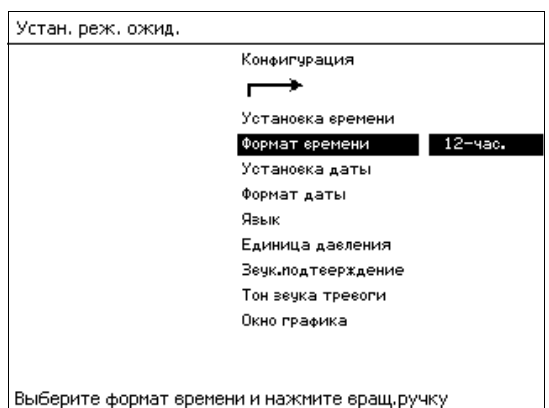 Устан. реж. ожид.
Конфигурация
Установка времени
Формат времени 12-час.
Установка даты
Формат даты
Язык
Единица давления
Звук.подтверждение
Тон звука тревоги
Окно графика
Выберите формат времени и нажмите вращ.ручку